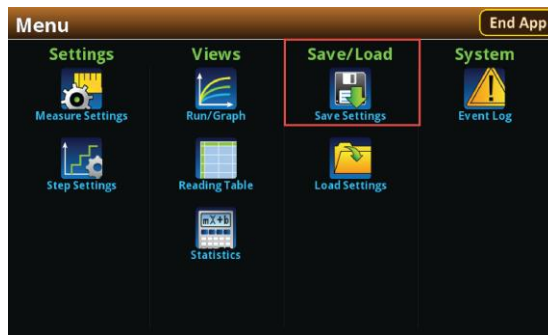 Menu
End App
Settings
Views
Save/Load
System
Measure Settings
Run/Graph
Save Settings
Event Log
Step Settings
Reading Table
Load Settings
mX+b
Statistics